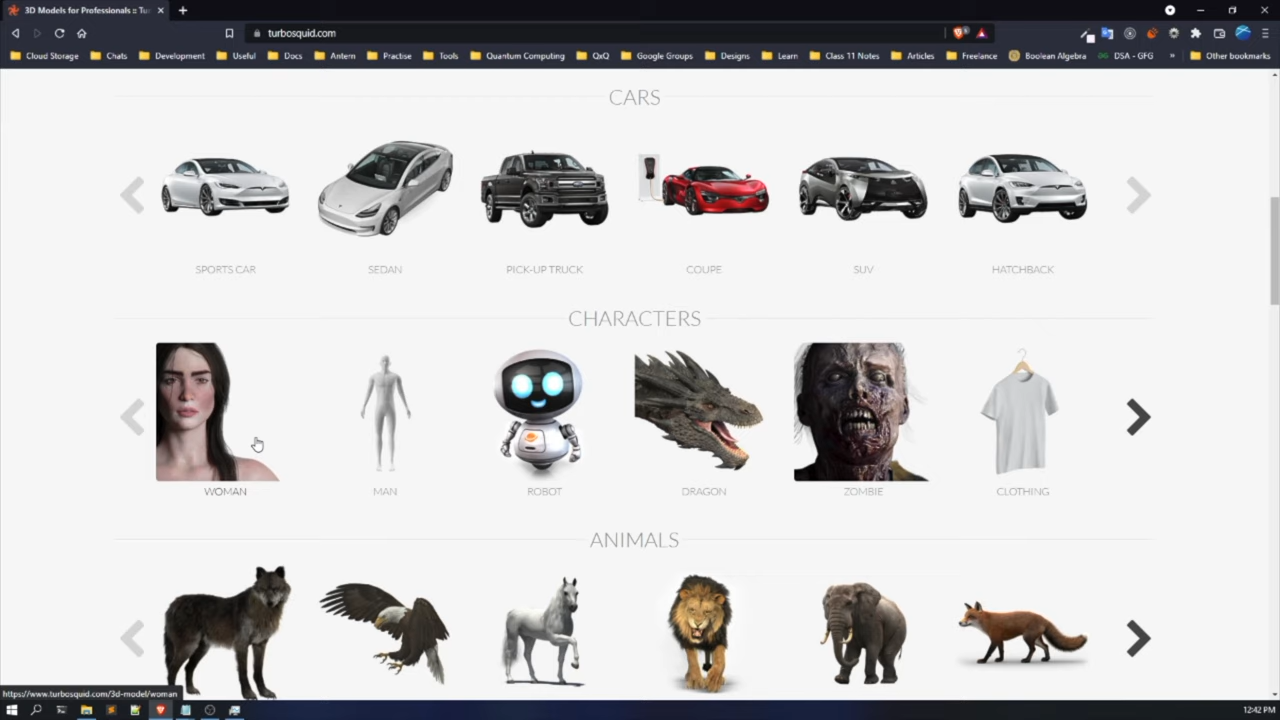 3D Models for Professionals :: Tu
turbosquid.com
Cloud Storage Chats Development Useful Docs Antern Practise Tools Quantum Computing QxQ Google Groups Designs Learn Class 11 Notes Articles Freelance Boolean Algebra DSA - GFG » Other bookmarks
CARS
SPORTS CAR SEDAN PICK-UP TRUCK COUPE SUV HATCHBACK
CHARACTERS
WOMAN MAN ROBOT DRAGON ZOMBIE CLOTHING
ANIMALS
https://www.turbosquid.com/3d-model/woman
12:42 PM